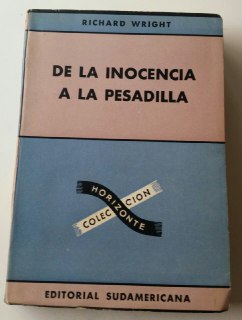 RICHARD WRIGHT
DE LA INOCENCIA
A LA PESADILLA
COLECCION
HORIZONTE
EDITORIAL SUDAMERICANA